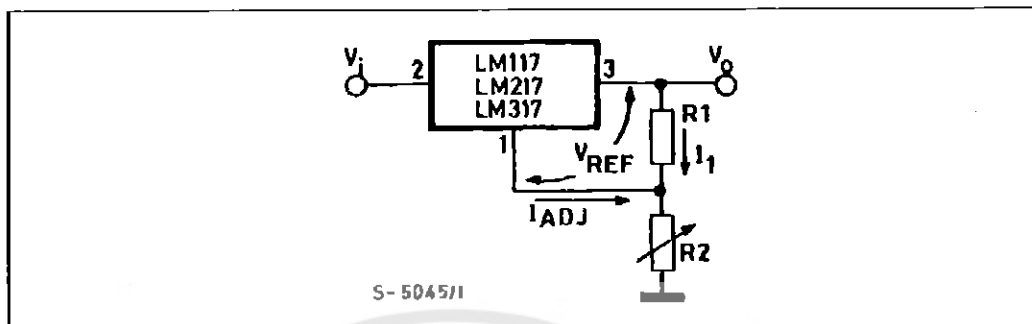 Vi
2
LM117
LM217
LM317
3
Vo
1
VREF
R1
I1
IADJ
R2
S-5045/1